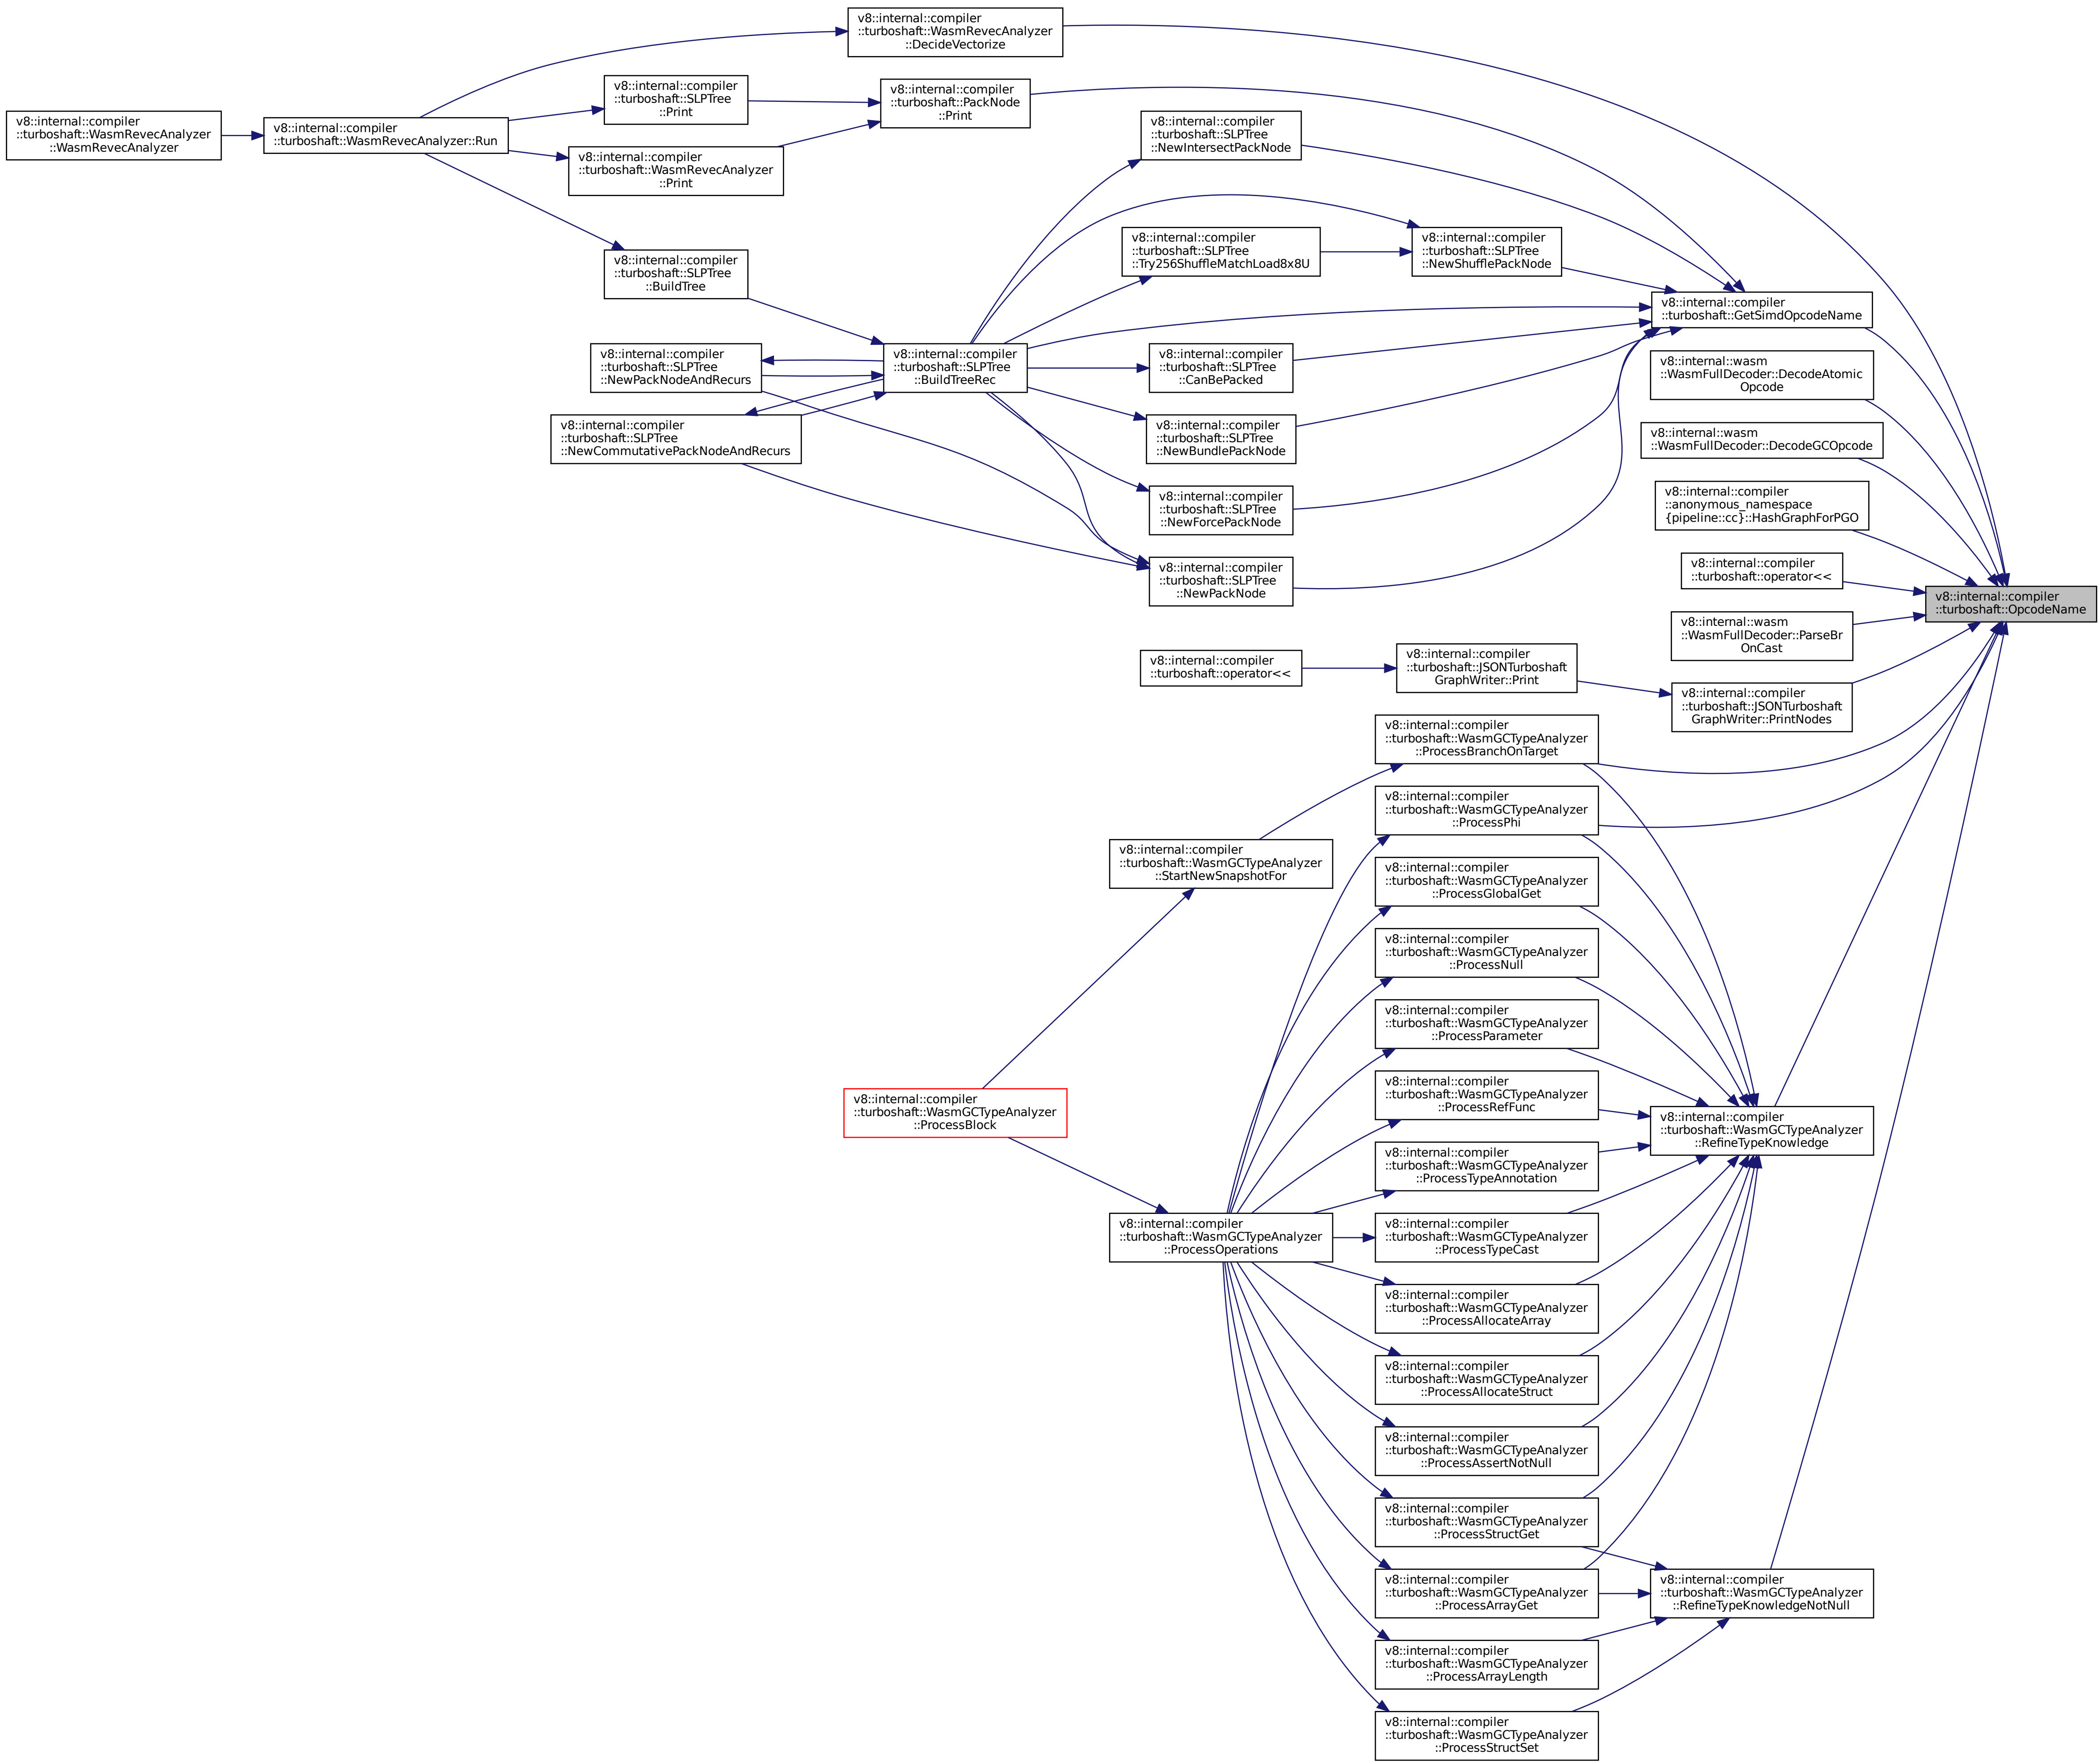 v8::internal::compiler
::turboshaft::WasmRevecAnalyzer
::DecideVectorize
v8::internal::compiler
::turboshaft::SLPTree
::Print
v8::internal::compiler
::turboshaft::PackNode
::Print
v8::internal::compiler
::turboshaft::WasmRevecAnalyzer
::WasmRevecAnalyzer
v8::internal::compiler
::turboshaft::WasmRevecAnalyzer::Run
v8::internal::compiler
::turboshaft::SLPTree
::NewIntersectPackNode
v8::internal::compiler
::turboshaft::WasmRevecAnalyzer
::Print
v8::internal::compiler
::turboshaft::SLPTree
::Try256ShuffleMatchLoad8x8U
v8::internal::compiler
::turboshaft::SLPTree
::NewShufflePackNode
v8::internal::compiler
::turboshaft::SLPTree
::BuildTree
v8::internal::compiler
::turboshaft::GetSimdOpcodeName
v8::internal::compiler
::turboshaft::SLPTree
::NewPackNodeAndRecurs
v8::internal::compiler
::turboshaft::SLPTree
::BuildTreeRec
v8::internal::compiler
::turboshaft::SLPTree
::CanBePacked
v8::internal::wasm
::WasmFullDecoder::DecodeAtomic
Opcode
v8::internal::compiler
::turboshaft::SLPTree
::NewCommutativePackNodeAndRecurs
v8::internal::compiler
::turboshaft::SLPTree
::NewBundlePackNode
v8::internal::wasm
::WasmFullDecoder::DecodeGCOpcode
v8::internal::compiler
::turboshaft::SLPTree
::NewForcePackNode
v8::internal::compiler
::anonymous_namespace
{pipeline::cc}::HashGraphForPGO
v8::internal::compiler
::turboshaft::SLPTree
::NewPackNode
v8::internal::compiler
::turboshaft::operator<<
v8::internal::compiler
::turboshaft::OpcodeName
v8::internal::wasm
::WasmFullDecoder::ParseBr
OnCast
v8::internal::compiler
::turboshaft::operator<<
v8::internal::compiler
::turboshaft::JSONTurboshaft
GraphWriter::Print
v8::internal::compiler
::turboshaft::JSONTurboshaft
GraphWriter::PrintNodes
v8::internal::compiler
::turboshaft::WasmGCTypeAnalyzer
::ProcessBranchOnTarget
v8::internal::compiler
::turboshaft::WasmGCTypeAnalyzer
::ProcessPhi
v8::internal::compiler
::turboshaft::WasmGCTypeAnalyzer
::StartNewSnapshotFor
v8::internal::compiler
::turboshaft::WasmGCTypeAnalyzer
::ProcessGlobalGet
v8::internal::compiler
::turboshaft::WasmGCTypeAnalyzer
::ProcessNull
v8::internal::compiler
::turboshaft::WasmGCTypeAnalyzer
::ProcessParameter
v8::internal::compiler
::turboshaft::WasmGCTypeAnalyzer
::ProcessBlock
v8::internal::compiler
::turboshaft::WasmGCTypeAnalyzer
::ProcessRefFunc
v8::internal::compiler
::turboshaft::WasmGCTypeAnalyzer
::RefineTypeKnowledge
v8::internal::compiler
::turboshaft::WasmGCTypeAnalyzer
::ProcessTypeAnnotation
v8::internal::compiler
::turboshaft::WasmGCTypeAnalyzer
::ProcessOperations
v8::internal::compiler
::turboshaft::WasmGCTypeAnalyzer
::ProcessTypeCast
v8::internal::compiler
::turboshaft::WasmGCTypeAnalyzer
::ProcessAllocateArray
v8::internal::compiler
::turboshaft::WasmGCTypeAnalyzer
::ProcessAllocateStruct
v8::internal::compiler
::turboshaft::WasmGCTypeAnalyzer
::ProcessAssertNotNull
v8::internal::compiler
::turboshaft::WasmGCTypeAnalyzer
::ProcessStructGet
v8::internal::compiler
::turboshaft::WasmGCTypeAnalyzer
::ProcessArrayGet
v8::internal::compiler
::turboshaft::WasmGCTypeAnalyzer
::RefineTypeKnowledgeNotNull
v8::internal::compiler
::turboshaft::WasmGCTypeAnalyzer
::ProcessArrayLength
v8::internal::compiler
::turboshaft::WasmGCTypeAnalyzer
::ProcessStructSet